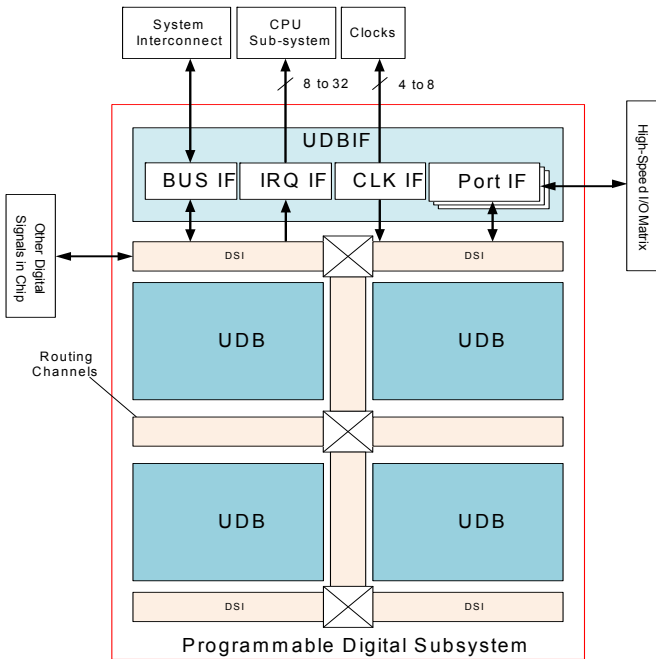 System
Interconnect
CPU
Sub-system
Clocks
8 to 32
4 to 8
High-Speed I/O Matrix
UDBIF
BUS IF
IRQ IF
CLK IF
Port IF
Other Digital
Signals in Chip
DSI
DSI
UDB
UDB
Routing
Channels
UDB
UDB
DSI
DSI
Programmable Digital Subsystem